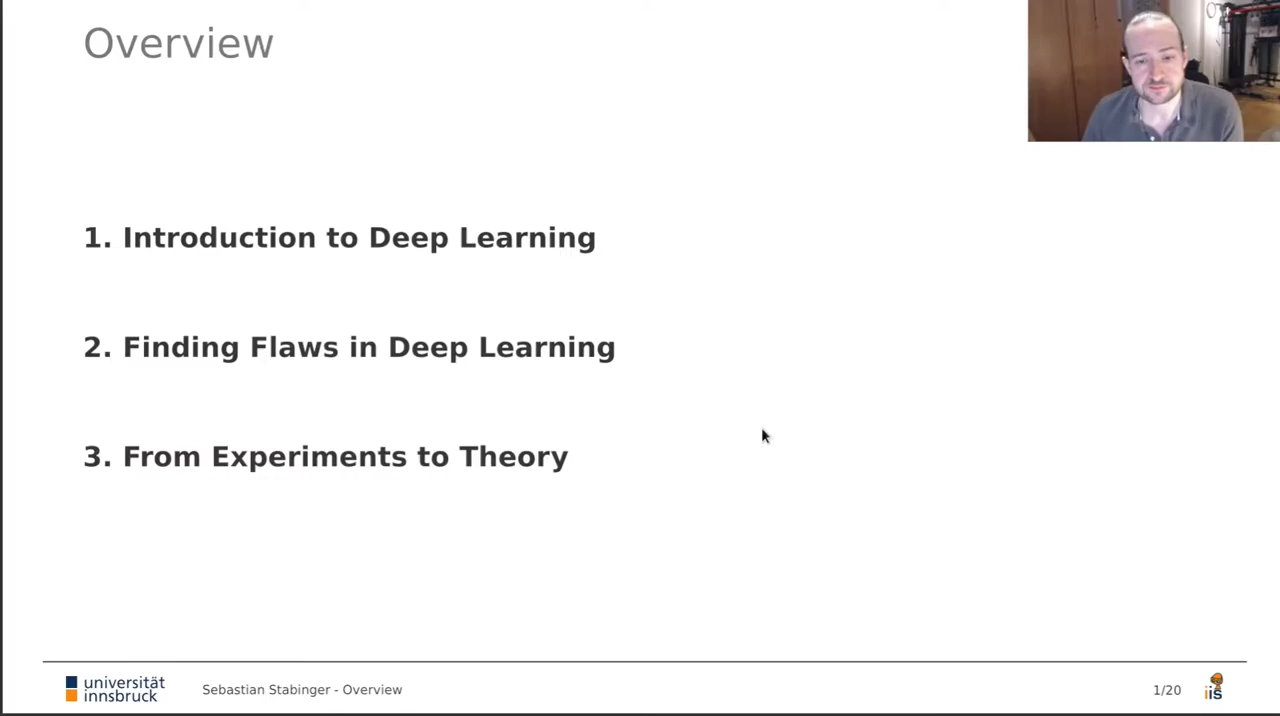 Overview
1. Introduction to Deep Learning
2. Finding Flaws in Deep Learning
3. From Experiments to Theory
universität
innsbruck
Sebastian Stabinger - Overview
1/20
iis